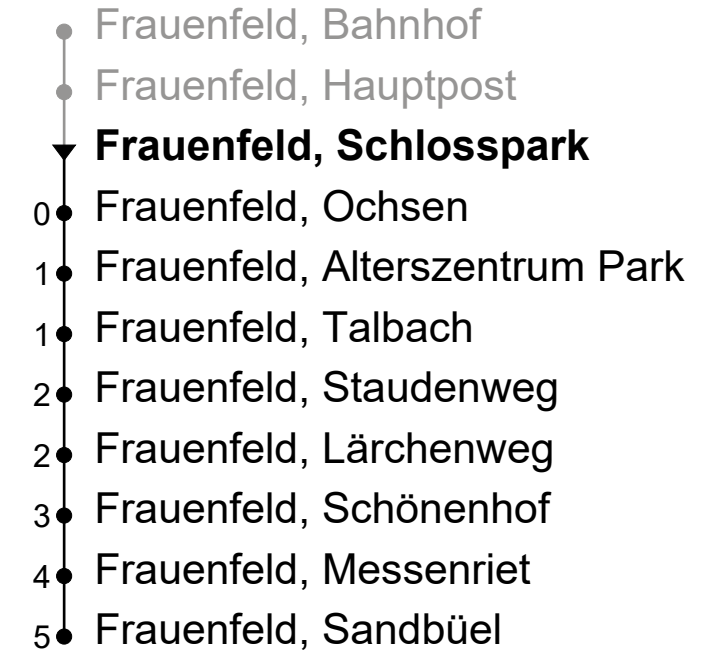 Frauenfeld, Bahnhof
Frauenfeld, Hauptpost
Frauenfeld, Schlosspark
0 Frauenfeld, Ochsen
1 Frauenfeld, Alterszentrum Park
1 Frauenfeld, Talbach
2 Frauenfeld, Staudenweg
2 Frauenfeld, Lärchenweg
3 Frauenfeld, Schönenhof
4 Frauenfeld, Messenriet
5 Frauenfeld, Sandbüel